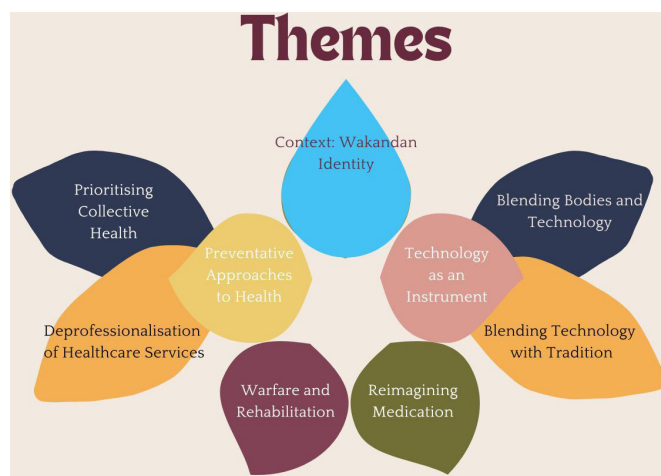 Themes
Context: Wakandan
Identity
Prioritising
Collective
Health
Blending Bodies and
Technology
Preventative
Approaches
to Health
Technology
as an
Instrument
Deprofessionalisation
of Healthcare Services
Blending Technology
with Tradition
Warfare and
Rehabilitation
Reimagining
Medication